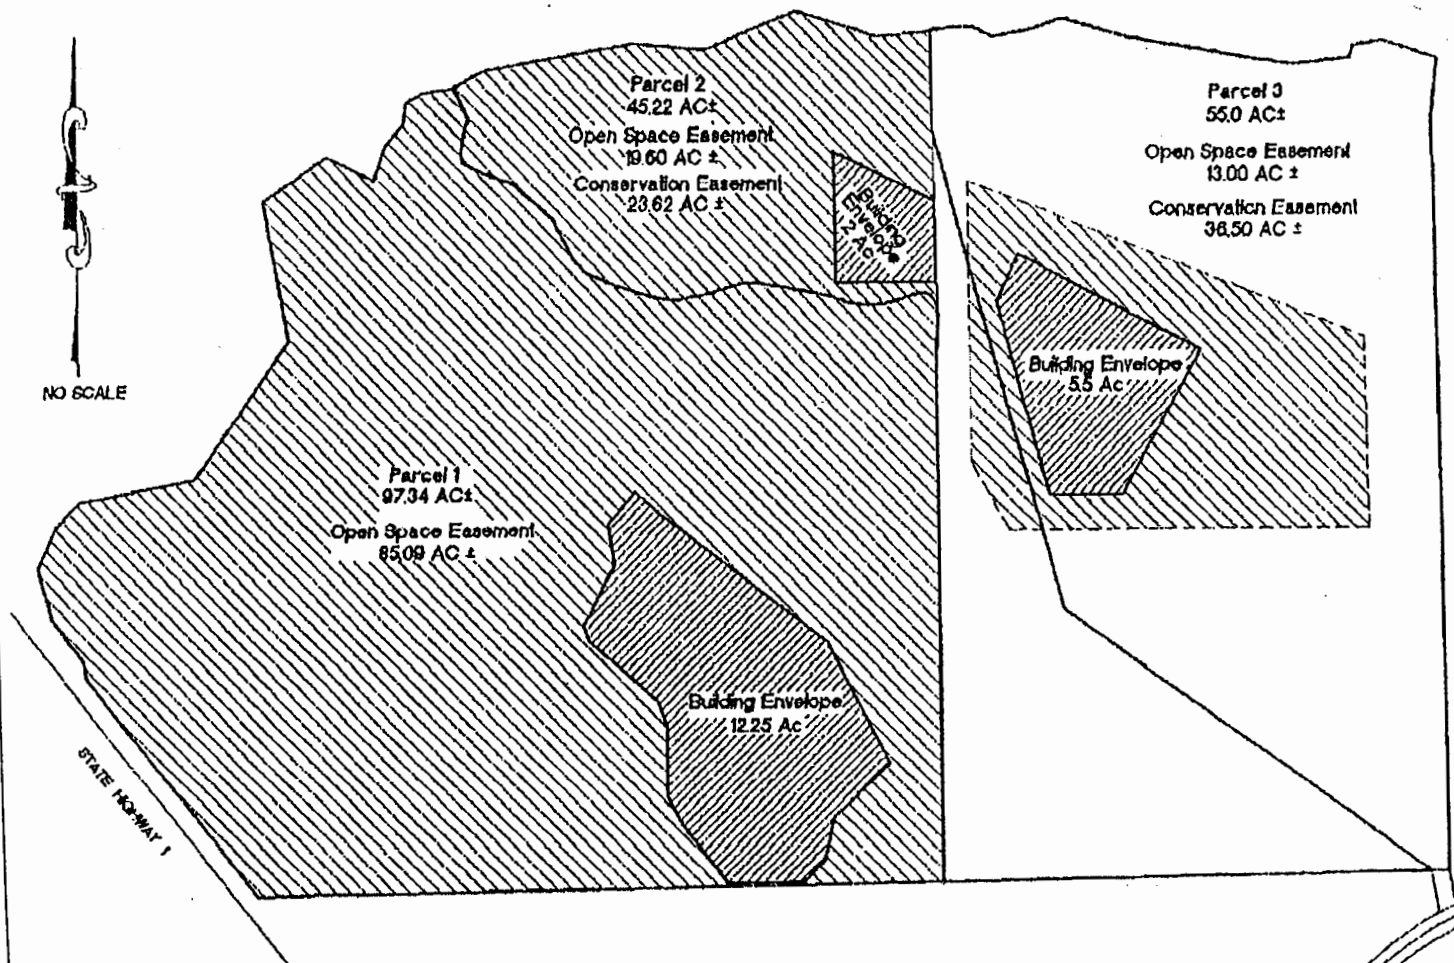 Parcel 2
45.22 AC±
Open Space Easement
19.60 AC ±
Conservation Easement
23.62 AC ±
Building
Envelope
2 Ac
Parcel 3
55.0 AC±
Open Space Easement
13.00 AC ±
Conservation Easement
36.50 AC ±
Building Envelope
5.5 Ac
NO SCALE
Parcel 1
97.34 AC±
Open Space Easement
85.09 AC ±
Building Envelope
12.25 Ac
STATE HIGHWAY 1